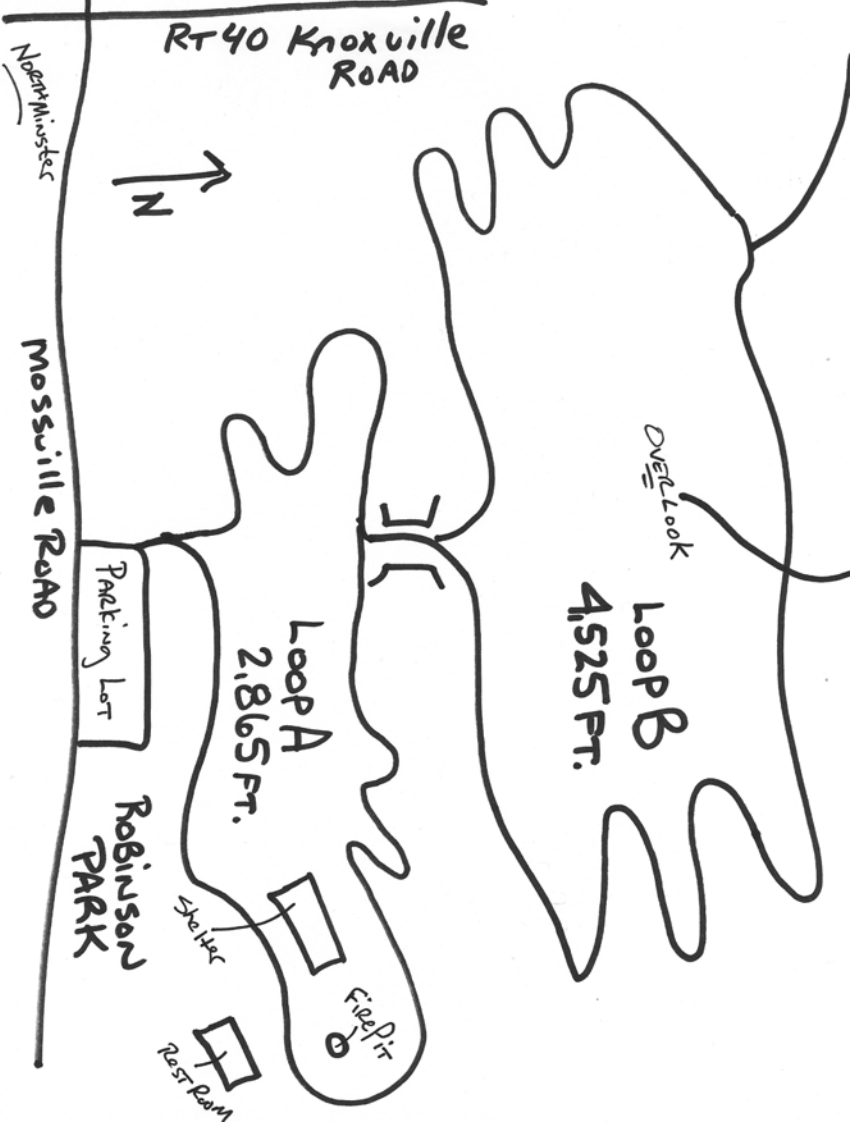 RT 40 Knoxville
ROAD
NORTHMINSTER
N
MOSSVILLE ROAD
PARKING LOT
ROBINSON
PARK
LOOP A
2,865 FT.
LOOP B
4,525 FT.
OVERLOOK
Shelter
FirePit
REST ROOM